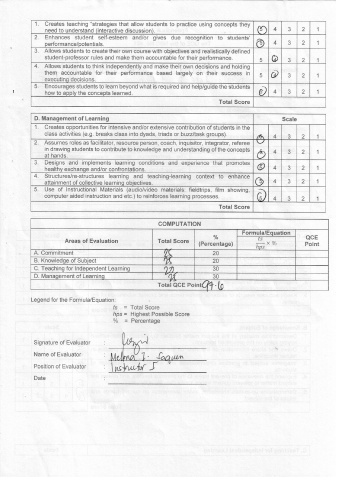 1. Creates teaching "strategies that allow students to practice using concepts they
need to understand (interactive discussion). 5 4 3 2 1
2. Enhances student self-esteem and/or gives due recognition to students'
performance/potentials. 5 4 3 2 1
3. Allows students to create their own course with objectives and realistically defined
student-professor rules and make them accountable for their performance. 5 4 3 2 1
4. Allows students to think independently and make their own decisions and holding
them accountable for their performance based largely on their success in
executing decisions. 5 4 3 2 1
5. Encourages students to learn beyond what is required and help/guide the students
how to apply the concepts learned. 5 4 3 2 1
Total Score
D. Management of Learning Scale
1. Creates opportunities for intensive and/or extensive contribution of students in the
class activities (e.g. breaks class into dyads, triads or buzz/task groups). 5 4 3 2 1
2. Assumes roles as facilitator, resource person, coach, inquisitor, integrator, referee
in drawing students to contribute to knowledge and understanding of the concepts
at hands. 5 4 3 2 1
3. Designs and implements learning conditions and experience that promotes
healthy exchange and/or confrontations. 5 4 3 2 1
4. Structures/re-structures learning and teaching-learning context to enhance
attainment of collective learning objectives. 5 4 3 2 1
5. Use of Instructional Materials (audio/video materials, fieldtrips, film showing,
computer aided instruction and etc.) to reinforces learning processes. 5 4 3 2 1
Total Score
COMPUTATION
Areas of Evaluation Total Score % (Percentage) Formula/Equation ts/hps × % QCE Point
A. Commitment 25 20
B. Knowledge of Subject 25 20
C. Teaching for Independent Learning 30
D. Management of Learning 25 30
Total QCE Point
Legend for the Formula/Equation:
ts = Total Score
hps = Highest Possible Score
% = Percentage
Signature of Evaluator :
Name of Evaluator : Melma J. Saquin
Position of Evaluator : Instructor I
Date :